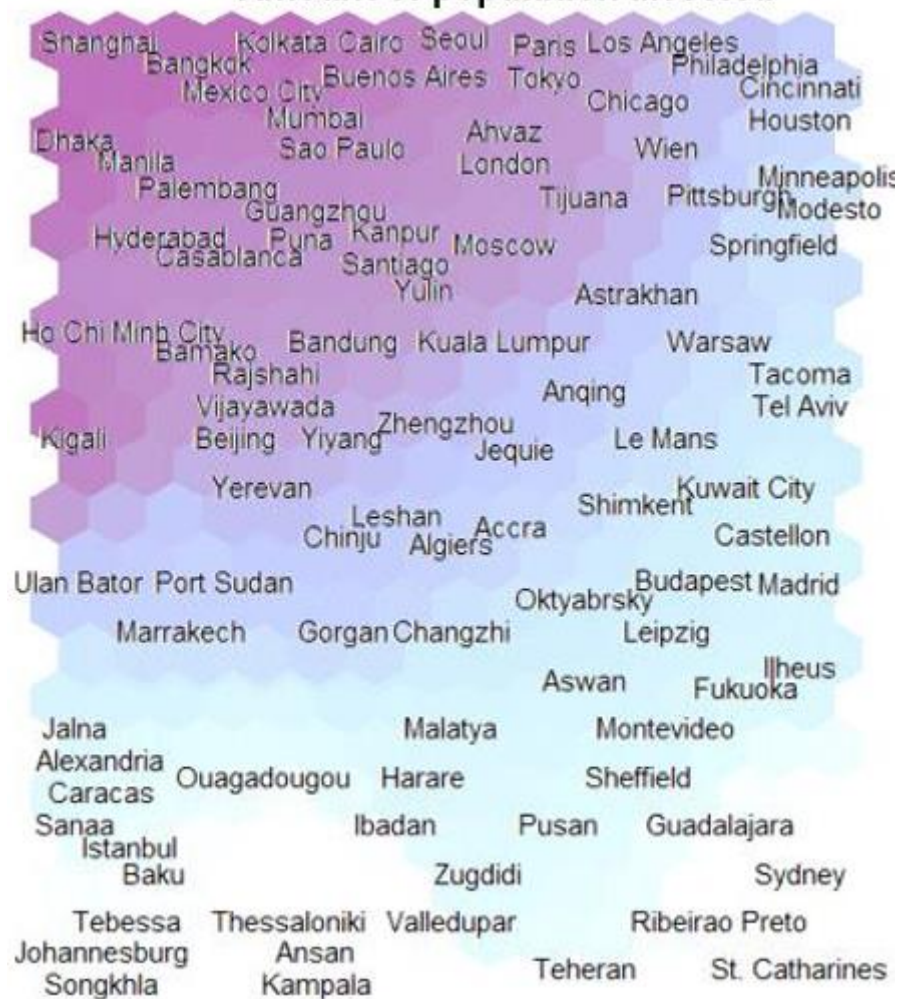 Shanghai Kolkata Cairo Seoul Paris Los Angeles
Bangkok Buenos Aires Tokyo Philadelphia
Mexico City Chicago Cincinnati
Mumbai Houston
Dhaka Sao Paulo Ahvaz Wien
Manila London
Palembang Tijuana Pittsburgh Minneapolis
Guangzhou Modesto
Hyderabad Puna Kanpur Moscow Springfield
Casablanca Santiago
Yulin Astrakhan
Ho Chi Minh City Bandung Kuala Lumpur Warsaw
Bamako
Rajshahi Anqing Tacoma
Vijayawada Zhengzhou Tel Aviv
Kigali Beijing Yiyang Jequie Le Mans
Yerevan Shimkent Kuwait City
Leshan Accra
Chinju Algiers Castellon
Ulan Bator Port Sudan Oktyabrsky Budapest Madrid
Marrakech Gorgan Changzhi Leipzig
Aswan Fukuoka Ilheus
Jalna Malatya Montevideo
Alexandria Ouagadougou Harare Sheffield
Caracas
Sanaa Ibadan Pusan Guadalajara
Istanbul
Baku Zugdidi Sydney
Tebessa Thessaloniki Valledupar Ribeirao Preto
Johannesburg Ansan
Songkhla Kampala Teheran St. Catharines